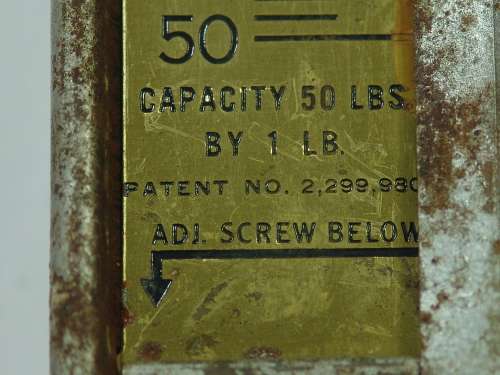 50
CAPACITY 50 LBS.
BY 1 LB.
PATENT NO. 2,299,980
ADJ. SCREW BELOW